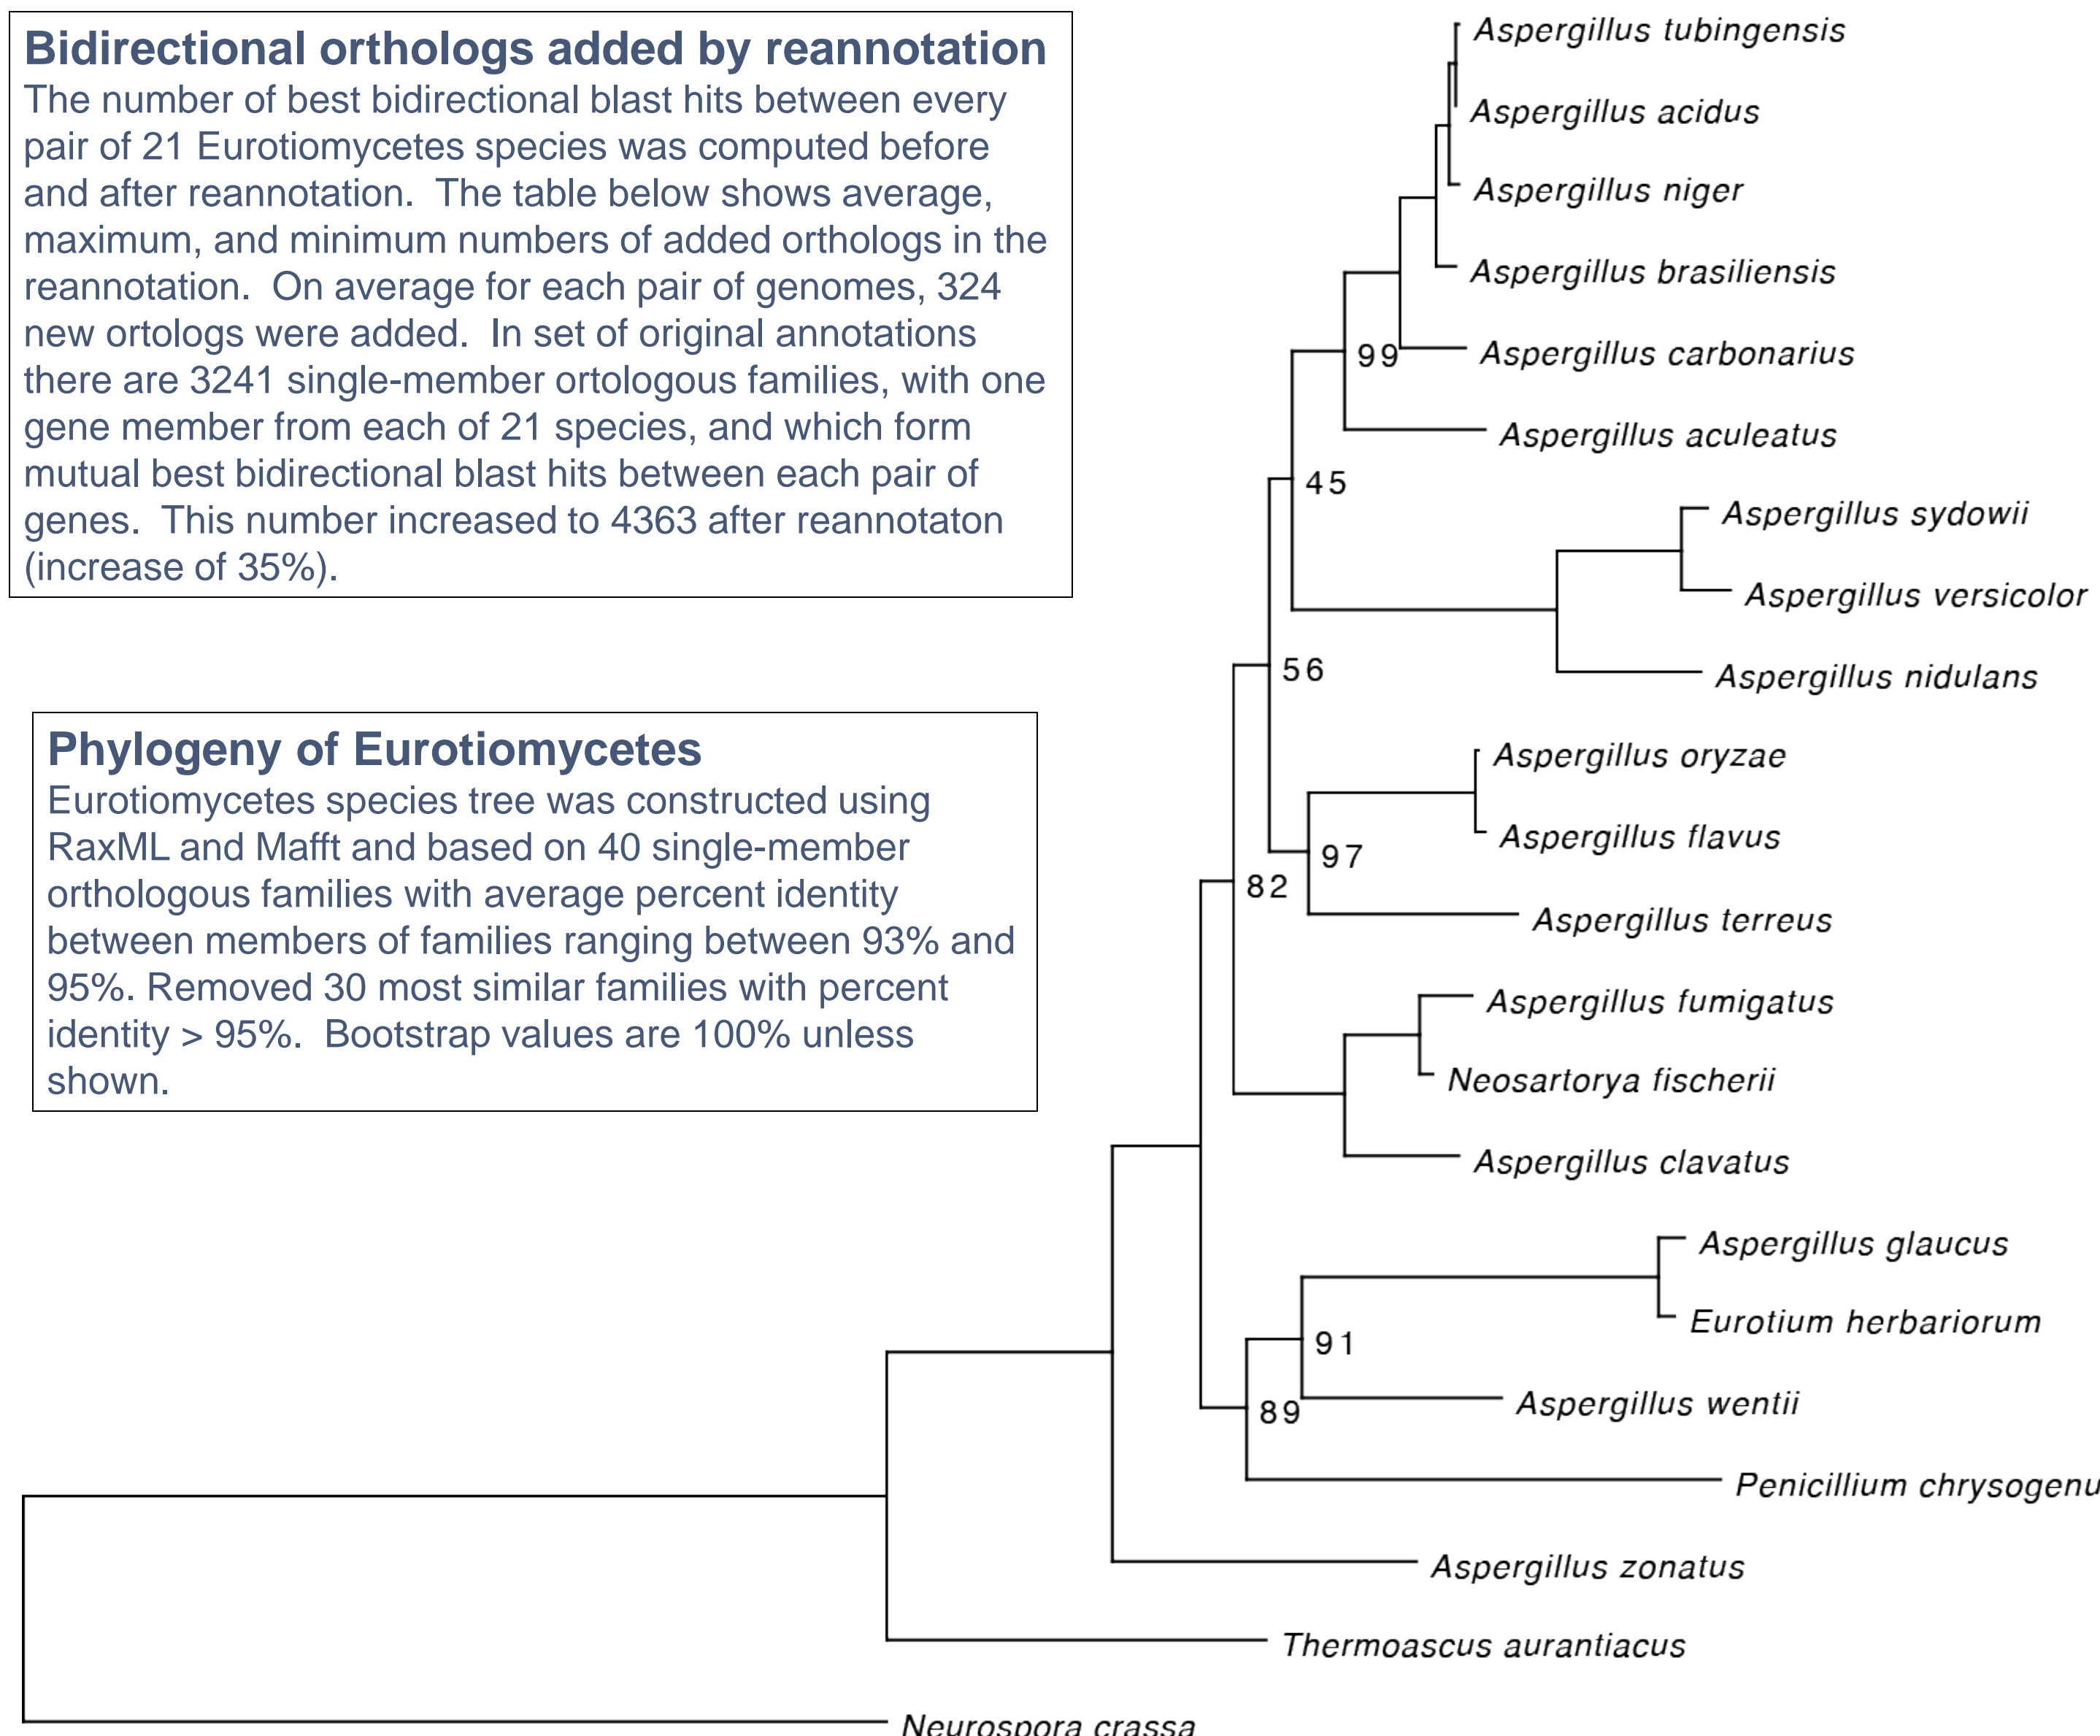 Bidirectional orthologs added by reannotation
The number of best bidirectional blast hits between every
pair of 21 Eurotiomycetes species was computed before
and after reannotation.  The table below shows average,
maximum, and minimum numbers of added orthologs in the
reannotation.  On average for each pair of genomes, 324
new ortologs were added.  In set of original annotations
there are 3241 single-member ortologous families, with one
gene member from each of 21 species, and which form
mutual best bidirectional blast hits between each pair of
genes.  This number increased to 4363 after reannotaton
(increase of 35%).
Phylogeny of Eurotiomycetes
Eurotiomycetes species tree was constructed using
RaxML and Mafft and based on 40 single-member
orthologous families with average percent identity
between members of families ranging between 93% and
95%. Removed 30 most similar families with percent
identity > 95%.  Bootstrap values are 100% unless
shown.
Aspergillus tubingensis
Aspergillus acidus
Aspergillus niger
Aspergillus brasiliensis
99
Aspergillus carbonarius
Aspergillus aculeatus
45
Aspergillus sydowii
Aspergillus versicolor
56
Aspergillus nidulans
Aspergillus oryzae
Aspergillus flavus
97
82
Aspergillus terreus
Aspergillus fumigatus
Neosartorya fischerii
Aspergillus clavatus
Aspergillus glaucus
Eurotium herbariorum
91
Aspergillus wentii
89
Penicillium chrysogenu
Aspergillus zonatus
Thermoascus aurantiacus
Neurospora crassa